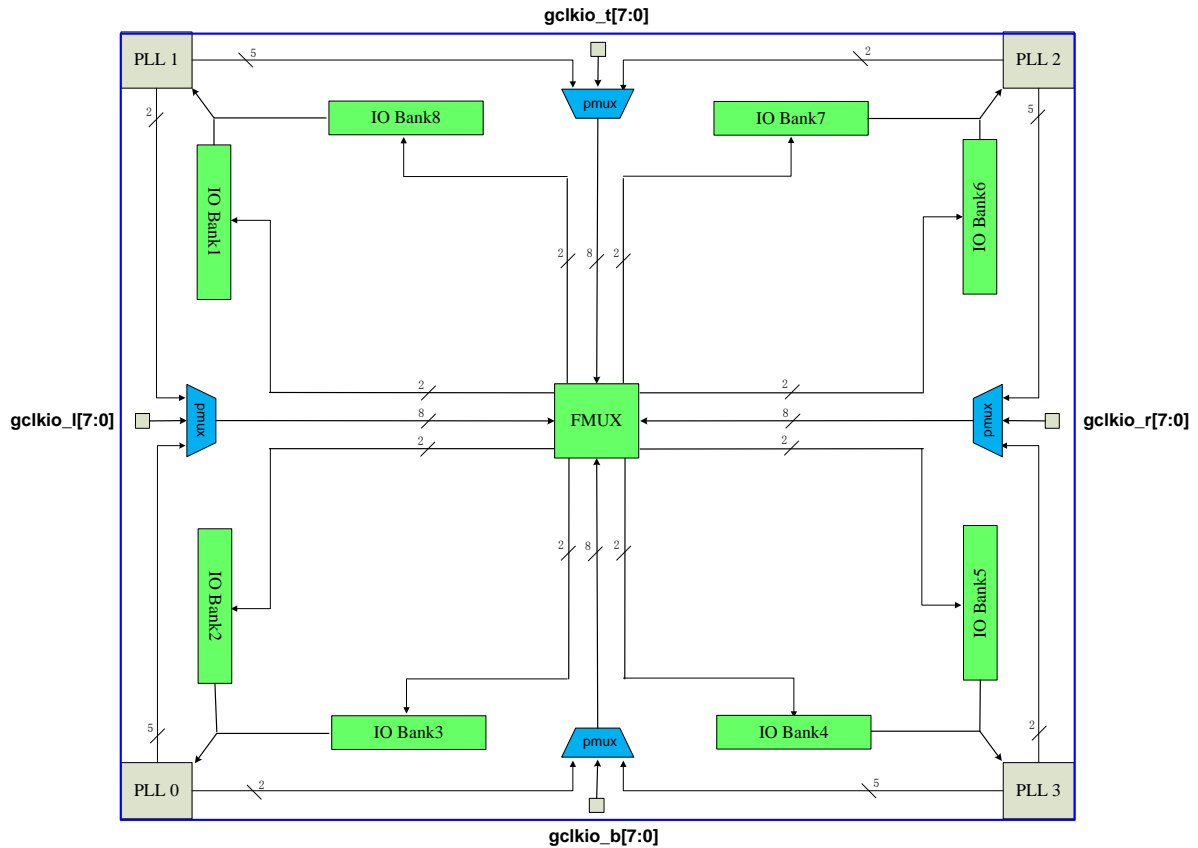 gclkio_t[7:0]
PLL 1
5
2
PLL 2
pmux
2
IO Bank8
IO Bank7
5
IO Bank1
IO Bank6
2
8
2
2
2
gclkio_l[7:0]
pmux
8
FMUX
8
pmux
gclkio_r[7:0]
2
2
2
8
2
IO Bank2
IO Bank5
5
IO Bank3
pmux
IO Bank4
2
PLL 0
2
5
PLL 3
gclkio_b[7:0]